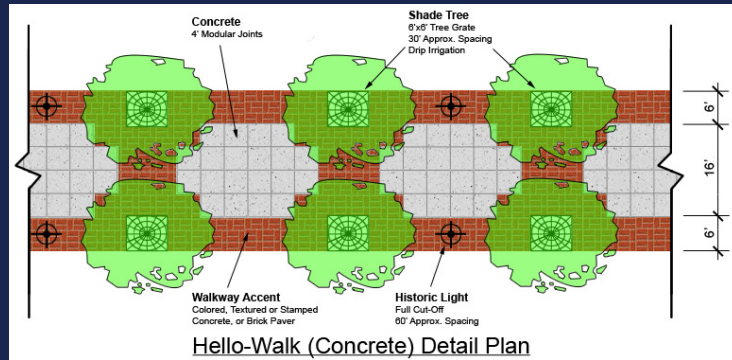 Concrete
4' Modular Joints
Shade Tree
6'x6' Tree Grate
30' Approx. Spacing
Drip Irrigation
6'
16'
6'
Walkway Accent
Colored, Textured or Stamped
Concrete, or Brick Paver
Historic Light
Full Cut-Off
60' Approx. Spacing
Hello-Walk (Concrete) Detail Plan